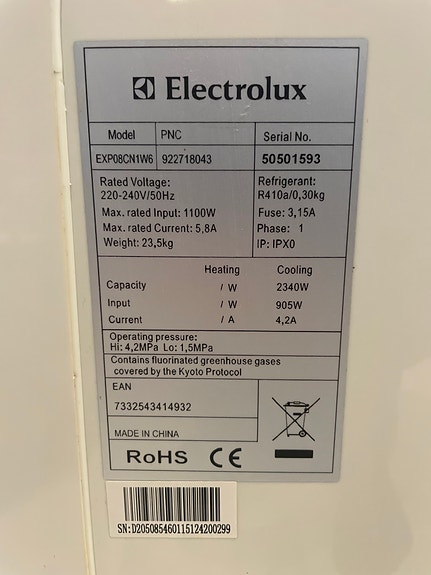 Electrolux
Model PNC Serial No.
EXP08CN1W6 922718043 50501593
Rated Voltage:
220-240V/50Hz
Max. rated Input: 1100W
Max. rated Current: 5,8A
Weight: 23,5kg
Refrigerant:
R410a/0,30kg
Fuse: 3,15A
Phase: 1
IP: IPX0
Heating Cooling
Capacity / W 2340W
Input / W 905W
Current / A 4,2A
Operating pressure:
Hi: 4,2MPa Lo: 1,5MPa
Contains fluorinated greenhouse gases
covered by the Kyoto Protocol
EAN
7332543414932
MADE IN CHINA
RoHS CE
SN:D205085460115124200299